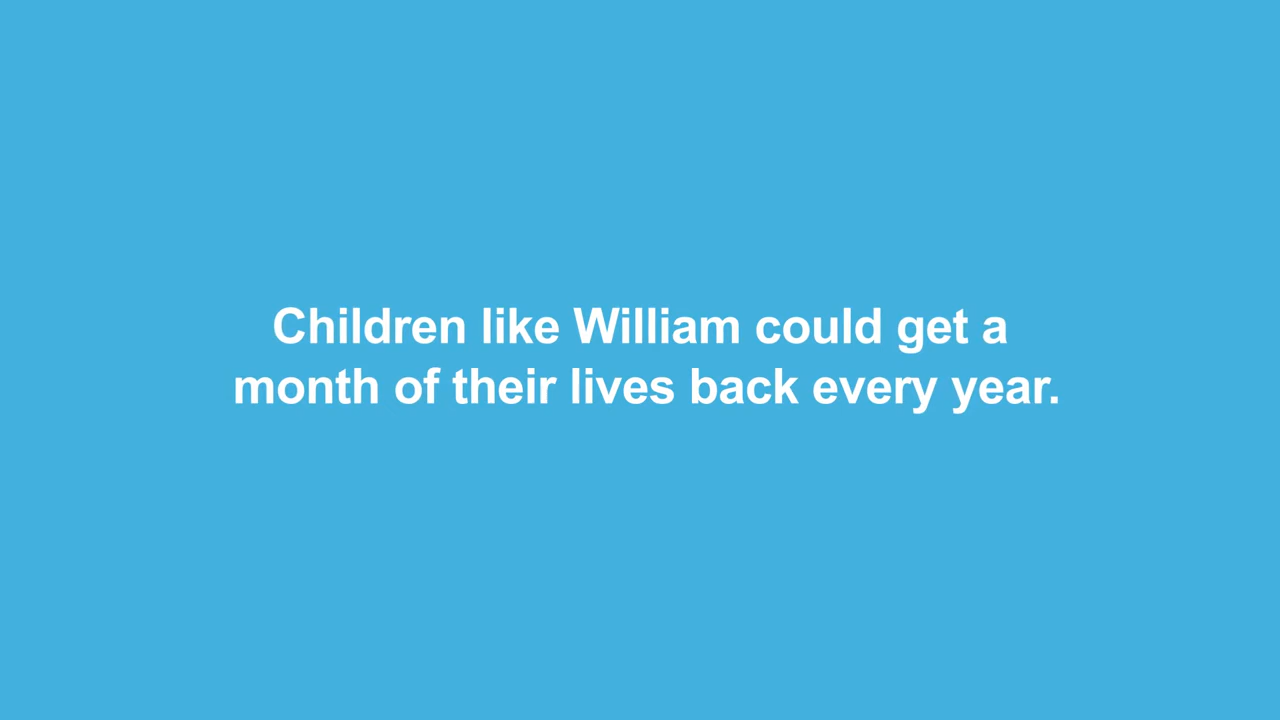 Children like William could get a
month of their lives back every year.